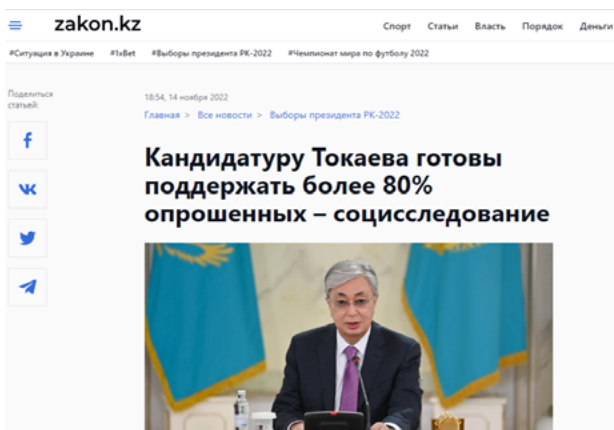 zakon.kz
Спорт Статьи Власть Порядок Деньги
#Ситуация в Украине #1xBet #Выборы президента РК-2022 #Чемпионат мира по футболу 2022
Поделиться
статьей:
18:54, 14 ноября 2022
Главная > Все новости > Выборы президента РК-2022
Кандидатуру Токаева готовы
поддержать более 80%
опрошенных – социсследование